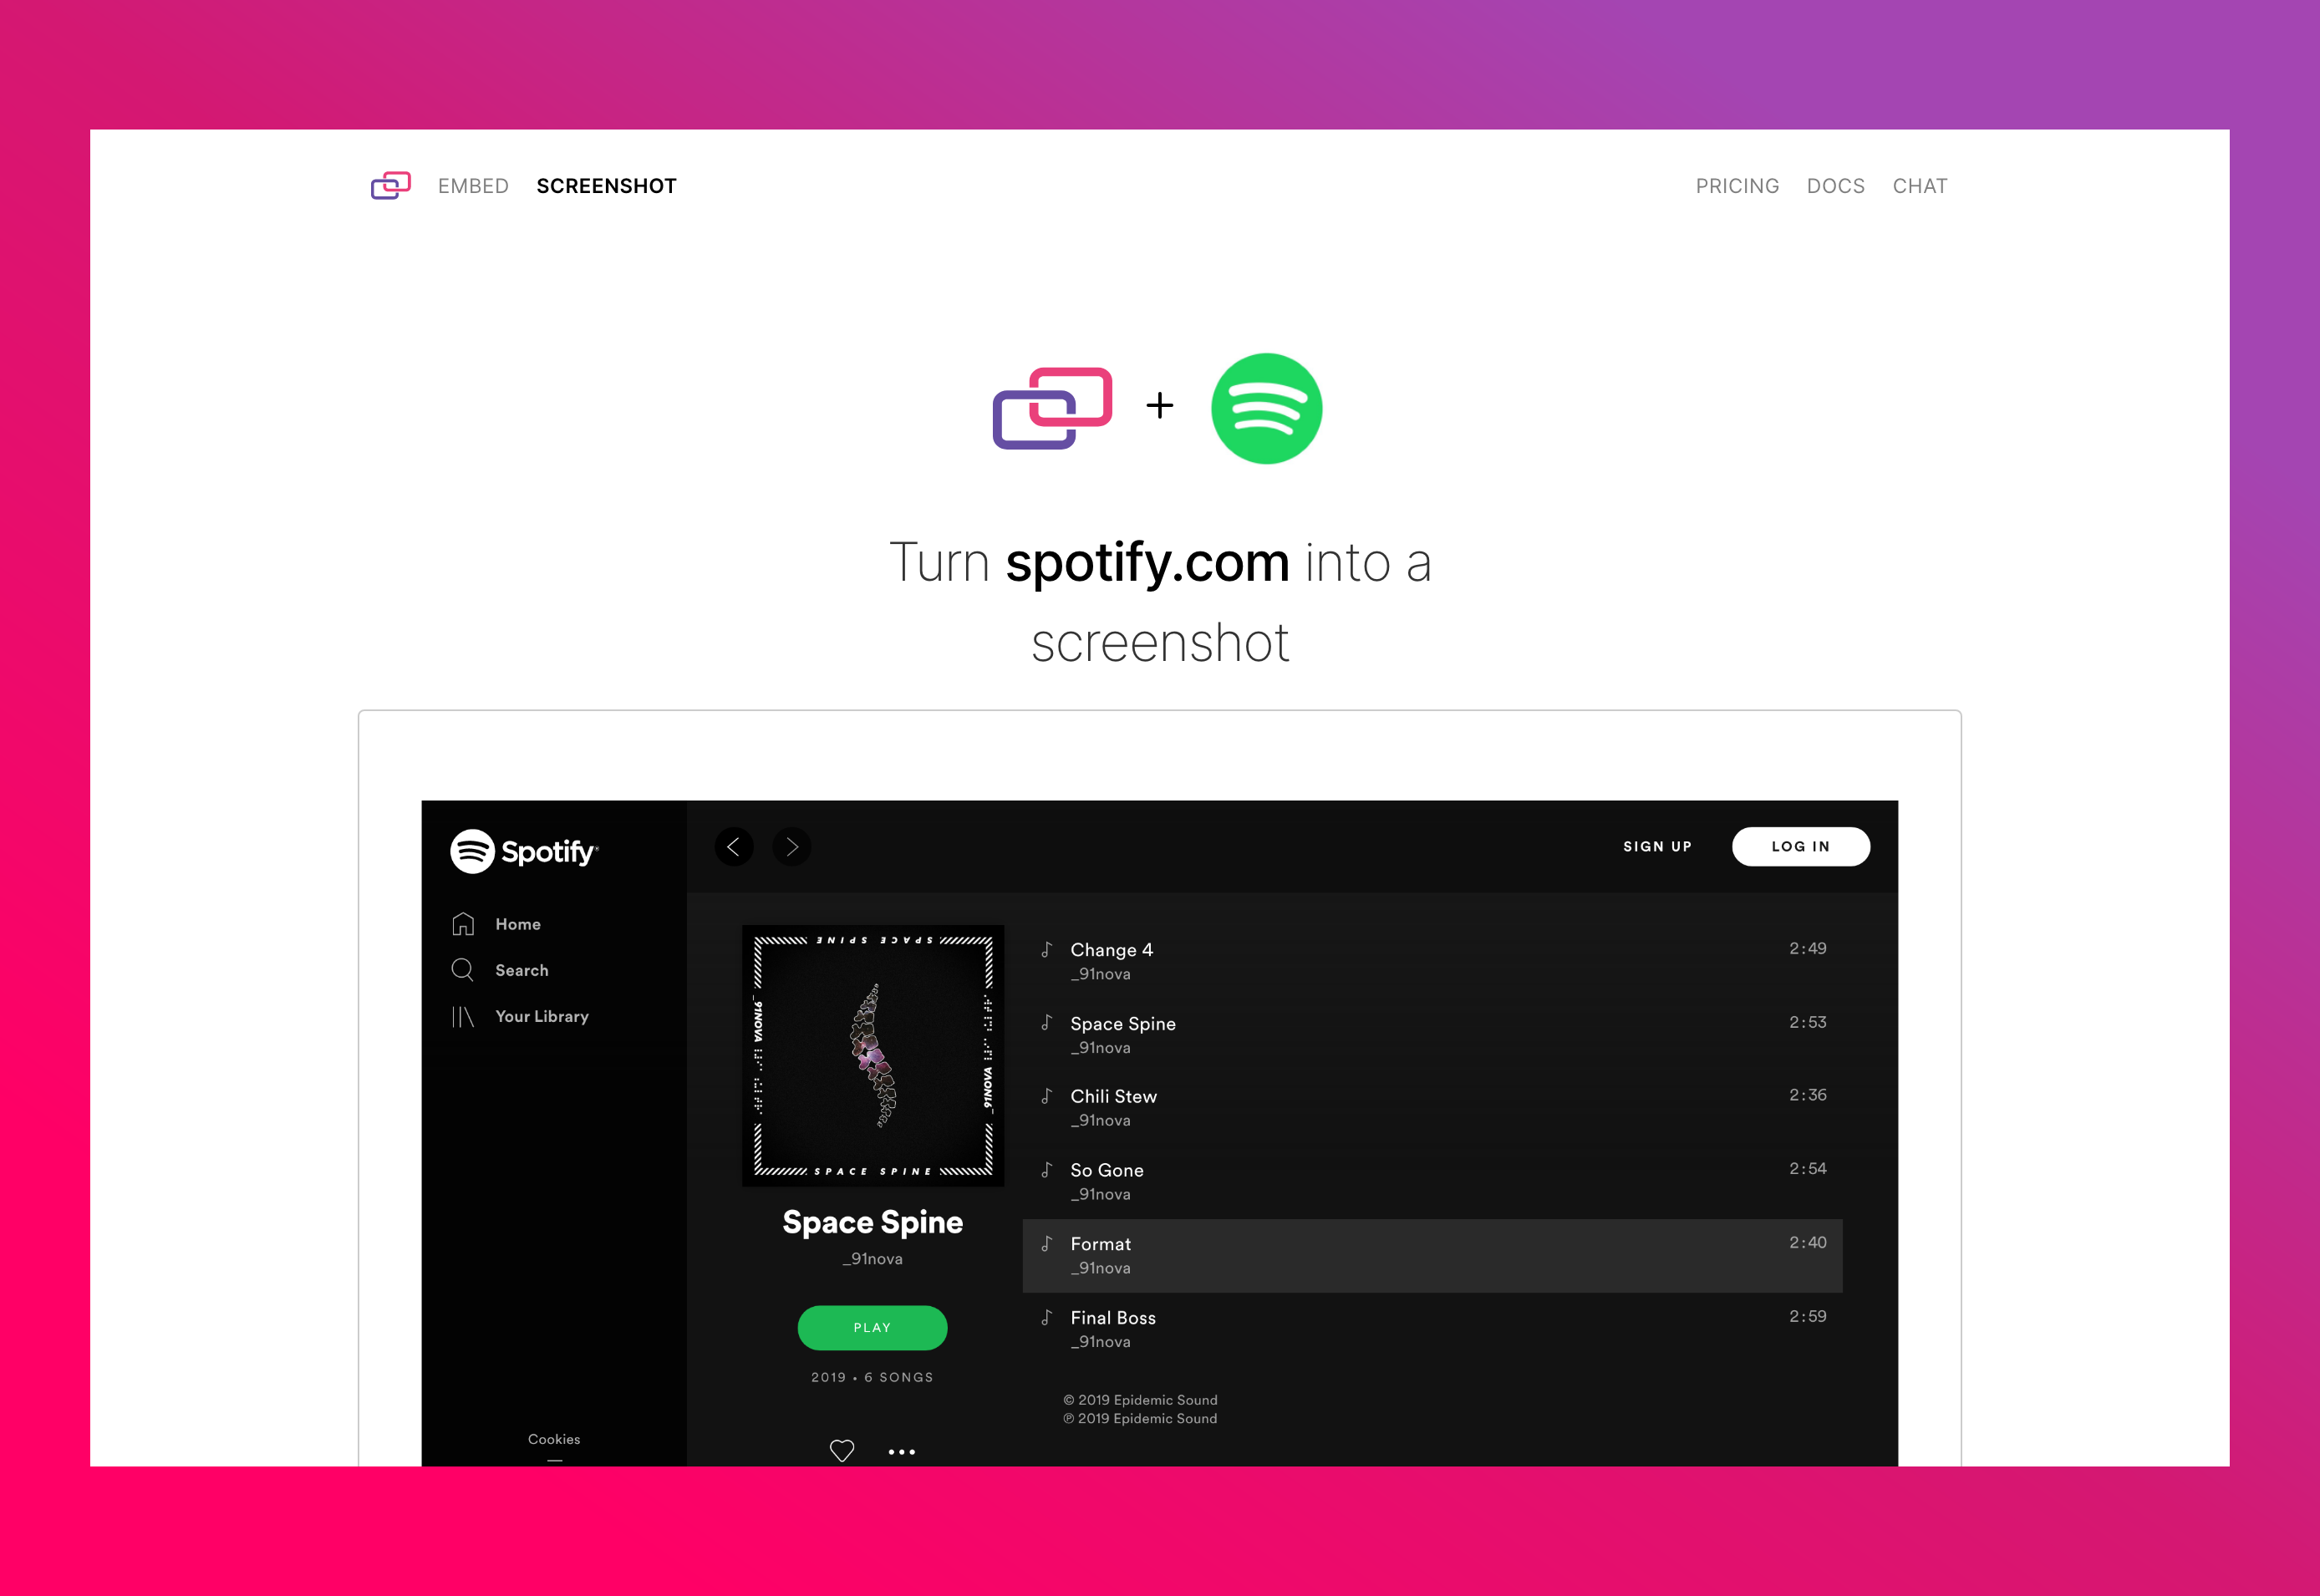 EMBED SCREENSHOT PRICING DOCS CHAT
+
Turn spotify.com into a
screenshot
Spotify®
SIGN UP LOG IN
Home
Search
Your Library
Cookies
SPACE SPINE
_91NOVA
_91NOVA
SPACE SPINE
Space Spine
_91nova
PLAY
2019 • 6 SONGS
Change 4 2:49
_91nova
Space Spine 2:53
_91nova
Chili Stew 2:36
_91nova
So Gone 2:54
_91nova
Format 2:40
_91nova
Final Boss 2:59
_91nova
© 2019 Epidemic Sound
℗ 2019 Epidemic Sound